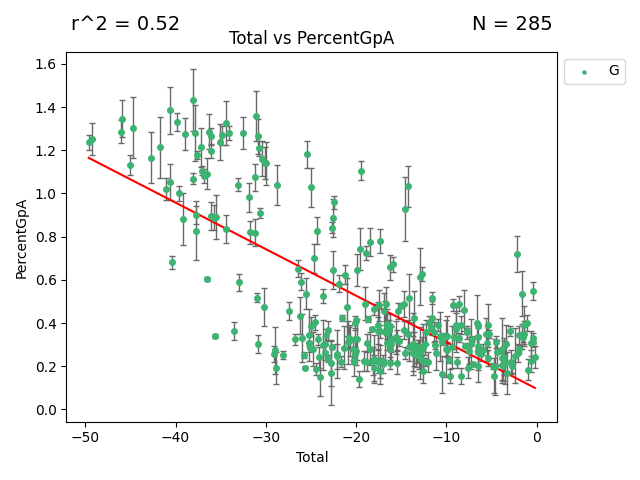 r^2 = 0.52
N = 285
Total vs PercentGpA
G
PercentGpA
1.6
1.4
1.2
1.0
0.8
0.6
0.4
0.2
0.0
−50
−40
−30
−20
−10
0
Total